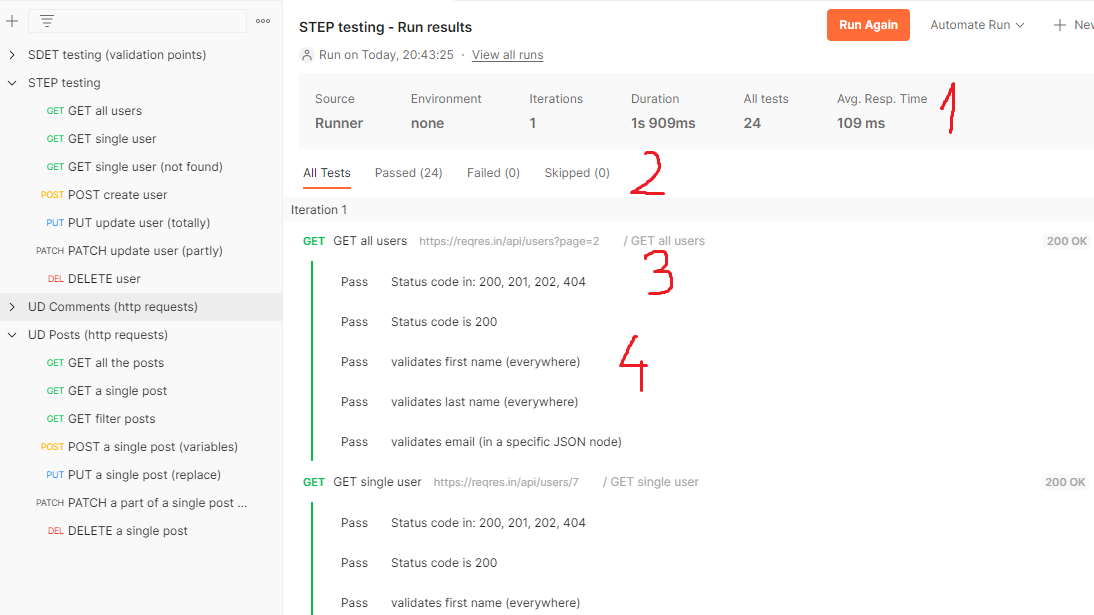 STEP testing - Run results
Run Again
Automate Run
New
Run on Today, 20:43:25 · View all runs
SDET testing (validation points)
STEP testing
GET GET all users
GET GET single user
GET GET single user (not found)
POST POST create user
PUT PUT update user (totally)
PATCH PATCH update user (partly)
DEL DELETE user
UD Comments (http requests)
UD Posts (http requests)
GET GET all the posts
GET GET a single post
GET GET filter posts
POST POST a single post (variables)
PUT PUT a single post (replace)
PATCH PATCH a part of a single post ...
DEL DELETE a single post
Source Environment Iterations Duration All tests Avg. Resp. Time
Runner none 1 1s 909ms 24 109 ms
1
All Tests Passed (24) Failed (0) Skipped (0)
2
Iteration 1
GET GET all users https://reqres.in/api/users?page=2 / GET all users 200 OK
3
Pass Status code in: 200, 201, 202, 404
Pass Status code is 200
Pass validates first name (everywhere)
4
Pass validates last name (everywhere)
Pass validates email (in a specific JSON node)
GET GET single user https://reqres.in/api/users/7 / GET single user 200 OK
Pass Status code in: 200, 201, 202, 404
Pass Status code is 200
Pass validates first name (everywhere)